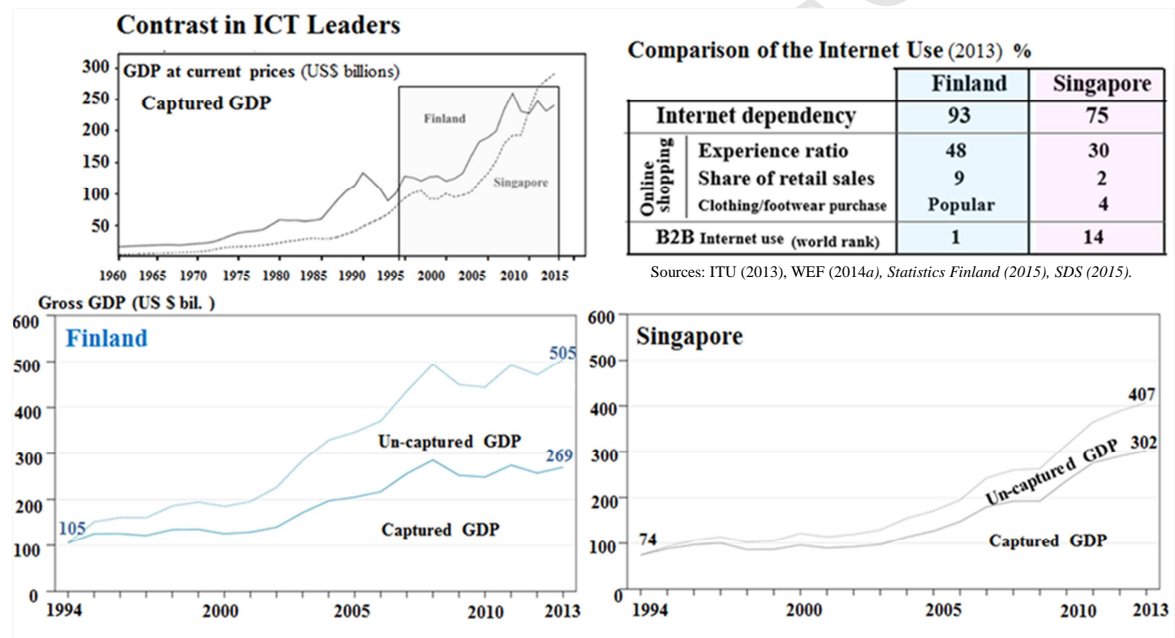 Contrast in ICT Leaders
GDP at current prices (US$ billions)
Captured GDP
300
250
200
150
100
50
Finland
Singapore
1960 1965 1970 1975 1980 1985 1990 1995 2000 2005 2010 2015
Comparison of the Internet Use (2013) %
Finland Singapore
Internet dependency 93 75
Online shopping
Experience ratio 48 30
Share of retail sales 9 2
Clothing/footwear purchase Popular 4
B2B Internet use (world rank) 1 14
Sources: ITU (2013), WEF (2014a), Statistics Finland (2015), SDS (2015).
Gross GDP (US $ bil. )
Finland
600
500
400
300
200
100
0
505
Un-captured GDP
269
105
Captured GDP
1994 2000 2005 2010 2013
Singapore
600
500
400
300
200
100
0
407
302
Un-captured GDP
74
Captured GDP
1994 2000 2005 2010 2013